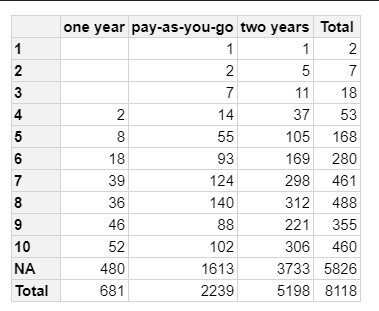 one year pay-as-you-go two years Total
1 1 1 2
2 2 5 7
3 7 11 18
4 2 14 37 53
5 8 55 105 168
6 18 93 169 280
7 39 124 298 461
8 36 140 312 488
9 46 88 221 355
10 52 102 306 460
NA 480 1613 3733 5826
Total 681 2239 5198 8118